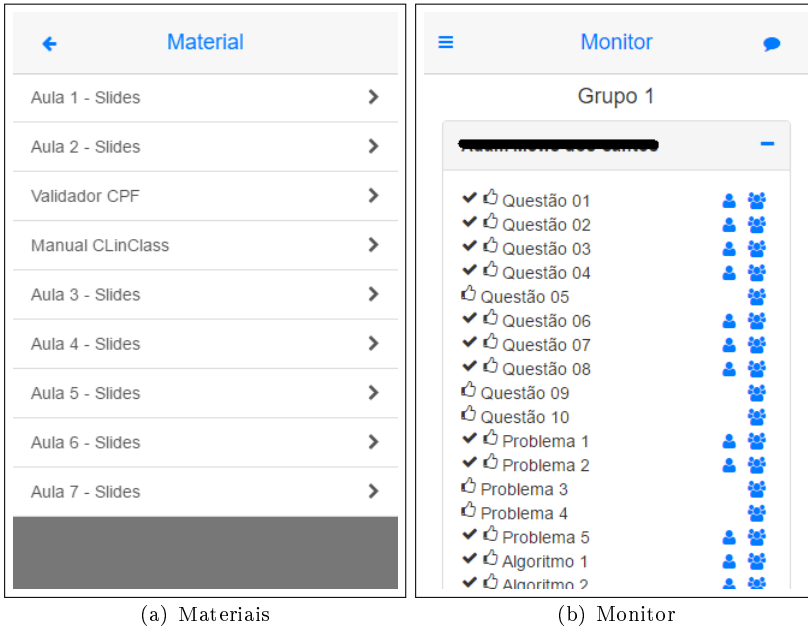 Material
Aula 1 - Slides
Aula 2 - Slides
Validador CPF
Manual CLinClass
Aula 3 - Slides
Aula 4 - Slides
Aula 5 - Slides
Aula 6 - Slides
Aula 7 - Slides
(a) Materiais
Monitor
Grupo 1
Questão 01
Questão 02
Questão 03
Questão 04
Questão 05
Questão 06
Questão 07
Questão 08
Questão 09
Questão 10
Problema 1
Problema 2
Problema 3
Problema 4
Problema 5
Algoritmo 1
Algoritmo 2
(b) Monitor